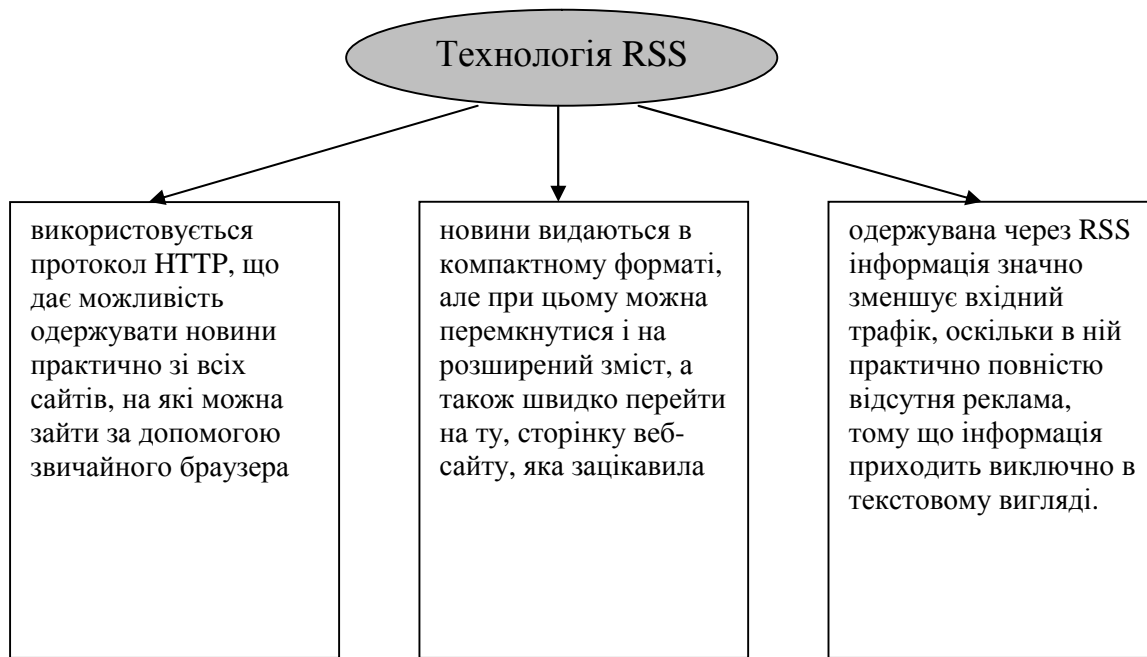 Технологія RSS
використовується
протокол HTTP, що
дає можливість
одержувати новини
практично зі всіх
сайтів, на які можна
зайти за допомогою
звичайного браузера
новини видаються в
компактному форматі,
але при цьому можна
перемкнутися і на
розширений зміст, а
також швидко перейти
на ту, сторінку веб-
сайту, яка зацікавила
одержувана через RSS
інформація значно
зменшує вхідний
трафік, оскільки в ній
практично повністю
відсутня реклама,
тому що інформація
приходить виключно в
текстовому вигляді.